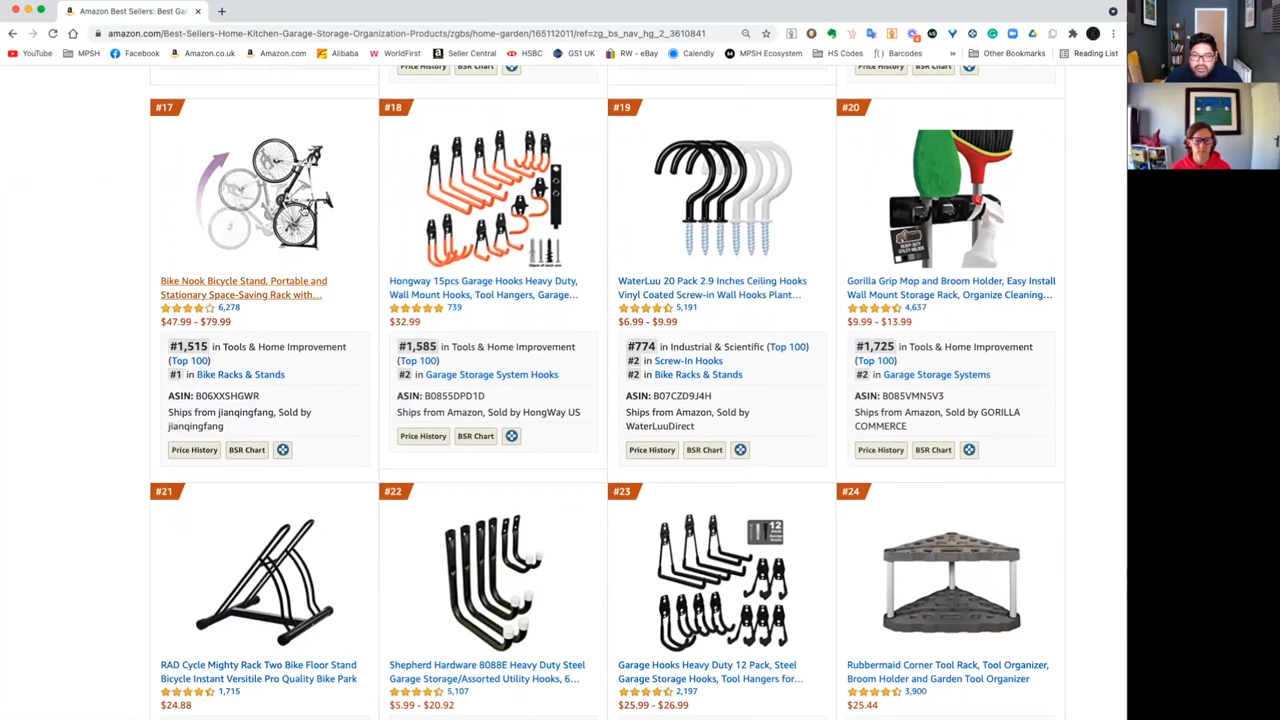 Amazon Best Sellers: Best Gar
amazon.com/Best-Sellers-Home-Kitchen-Garage-Storage-Organization-Products/zgbs/home-garden/165112011/ref=zg_bs_nav_hg_2_3610841
YouTube MPSH Facebook Amazon.co.uk Amazon.com Alibaba WorldFirst Seller Central HSBC GS1 UK RW - eBay Calendly MPSH Ecosystem HS Codes Barcodes Other Bookmarks Reading List
Price History BSR Chart
Price History BSR Chart
#17
Bike Nook Bicycle Stand, Portable and
Stationary Space-Saving Rack with...
6,278
$47.99 - $79.99
#1,515 in Tools & Home Improvement
(Top 100)
#1 in Bike Racks & Stands
ASIN: B06XXSHGWR
Ships from jianqingfang, Sold by
jianqingfang
Price History BSR Chart
#18
Hongway 15pcs Garage Hooks Heavy Duty,
Wall Mount Hooks, Tool Hangers, Garage...
739
$32.99
#1,585 in Tools & Home Improvement
(Top 100)
#2 in Garage Storage System Hooks
ASIN: B0855DPD1D
Ships from Amazon, Sold by HongWay US
Price History BSR Chart
#19
WaterLuu 20 Pack 2.9 Inches Ceiling Hooks
Vinyl Coated Screw-in Wall Hooks Plant...
5,191
$6.99 - $9.99
#774 in Industrial & Scientific (Top 100)
#2 in Screw-In Hooks
#2 in Bike Racks & Stands
ASIN: B07CZD9J4H
Ships from Amazon, Sold by
WaterLuuDirect
Price History BSR Chart
#20
Gorilla Grip Mop and Broom Holder, Easy Install
Wall Mount Storage Rack, Organize Cleaning...
4,637
$9.99 - $13.99
#1,725 in Tools & Home Improvement
(Top 100)
#2 in Garage Storage Systems
ASIN: B085VMN5V3
Ships from Amazon, Sold by GORILLA
COMMERCE
Price History BSR Chart
#21
RAD Cycle Mighty Rack Two Bike Floor Stand
Bicycle Instant Versitile Pro Quality Bike Park
1,715
$24.88
#22
Shepherd Hardware 8088E Heavy Duty Steel
Garage Storage/Assorted Utility Hooks, 6...
5,107
$5.99 - $20.92
#23
12
Garage Hooks Heavy Duty 12 Pack, Steel
Garage Storage Hooks, Tool Hangers for...
2,197
$25.99 - $26.99
#24
Rubbermaid Corner Tool Rack, Tool Organizer,
Broom Holder and Garden Tool Organizer
3,900
$25.44